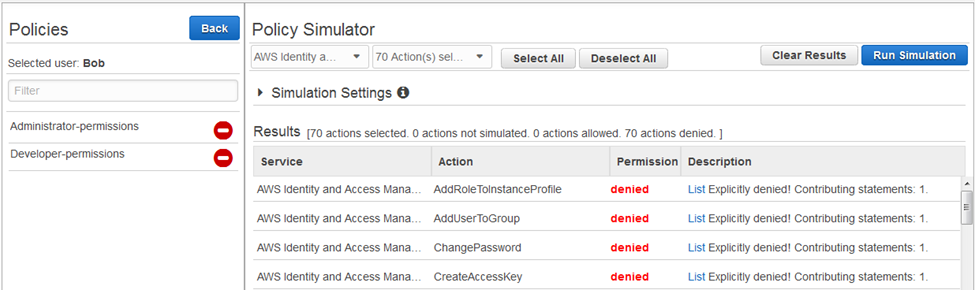 Policies
Back
Selected user: Bob
Filter
Administrator-permissions
Developer-permissions
Policy Simulator
AWS Identity a... 70 Action(s) sel... Select All Deselect All Clear Results Run Simulation
Simulation Settings
Results [70 actions selected. 0 actions not simulated. 0 actions allowed. 70 actions denied. ]
Service Action Permission Description
AWS Identity and Access Mana... AddRoleToInstanceProfile denied List Explicitly denied! Contributing statements: 1.
AWS Identity and Access Mana... AddUserToGroup denied List Explicitly denied! Contributing statements: 1.
AWS Identity and Access Mana... ChangePassword denied List Explicitly denied! Contributing statements: 1.
AWS Identity and Access Mana... CreateAccessKey denied List Explicitly denied! Contributing statements: 1.